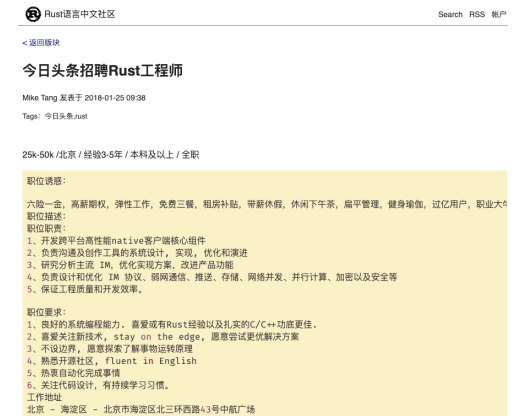 Rust语言中文社区
Search RSS 帐户
< 返回版块
今日头条招聘Rust工程师
Mike Tang 发表于 2018-01-25 09:38
Tags: 今日头条,rust
25k-50k /北京 / 经验3-5年 / 本科及以上 / 全职
职位诱惑:
六险一金, 高薪期权, 弹性工作, 免费三餐, 租房补贴, 带薪休假, 休闲下午茶, 扁平管理, 健身瑜伽, 过亿用户, 职业大牛
职位描述:
职位职责:
1、开发跨平台高性能native客户端核心组件
2、负责沟通及创作工具的系统设计, 实现, 优化和演进
3、研究分析主流 IM, 优化实现方案, 改进产品功能
4、负责设计和优化 IM 协议、弱网通信、推送、存储、网络并发、并行计算、加密以及安全等
5、保证工程质量和开发效率。
职位要求:
1、良好的系统编程能力. 喜爱或有Rust经验以及扎实的C/C++功底更佳.
2、喜爱关注新技术, stay on the edge, 愿意尝试更优解决方案
3、不设边界, 愿意探索了解事物运转原理
4、熟悉开源社区, fluent in English
5、热衷自动化完成事情
6、关注代码设计, 有持续学习习惯。
工作地址
北京 - 海淀区 - 北京市海淀区北三环西路43号中航广场